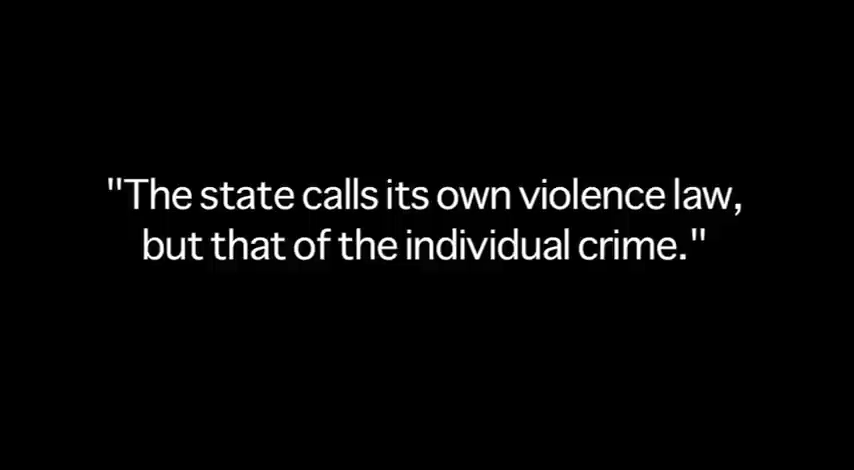 "The state calls its own violence law,
but that of the individual crime."